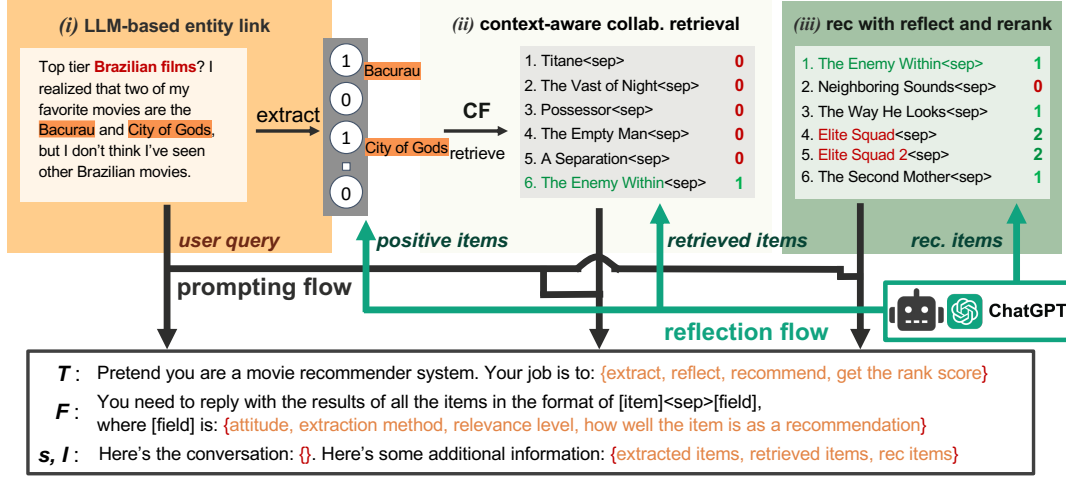 (i) LLM-based entity link
Top tier Brazilian films? I
realized that two of my
favorite movies are the
Bacurau and City of Gods,
but I don't think I've seen
other Brazilian movies.
extract
1
0
1
0
Bacurau
City of Gods
CF
retrieve
(ii) context-aware collab. retrieval
1. Titane<sep> 0
2. The Vast of Night<sep> 0
3. Possessor<sep> 0
4. The Empty Man<sep> 0
5. A Separation<sep> 0
6. The Enemy Within<sep> 1
(iii) rec with reflect and rerank
1. The Enemy Within<sep> 1
2. Neighboring Sounds<sep> 0
3. The Way He Looks<sep> 1
4. Elite Squad<sep> 2
5. Elite Squad 2<sep> 2
6. The Second Mother<sep> 1
user query
positive items
retrieved items
rec. items
prompting flow
reflection flow
ChatGPT
T : Pretend you are a movie recommender system. Your job is to: {extract, reflect, recommend, get the rank score}
F : You need to reply with the results of all the items in the format of [item]<sep>[field],
where [field] is: {attitude, extraction method, relevance level, how well the item is as a recommendation}
s, I : Here's the conversation: {}. Here's some additional information: {extracted items, retrieved items, rec items}